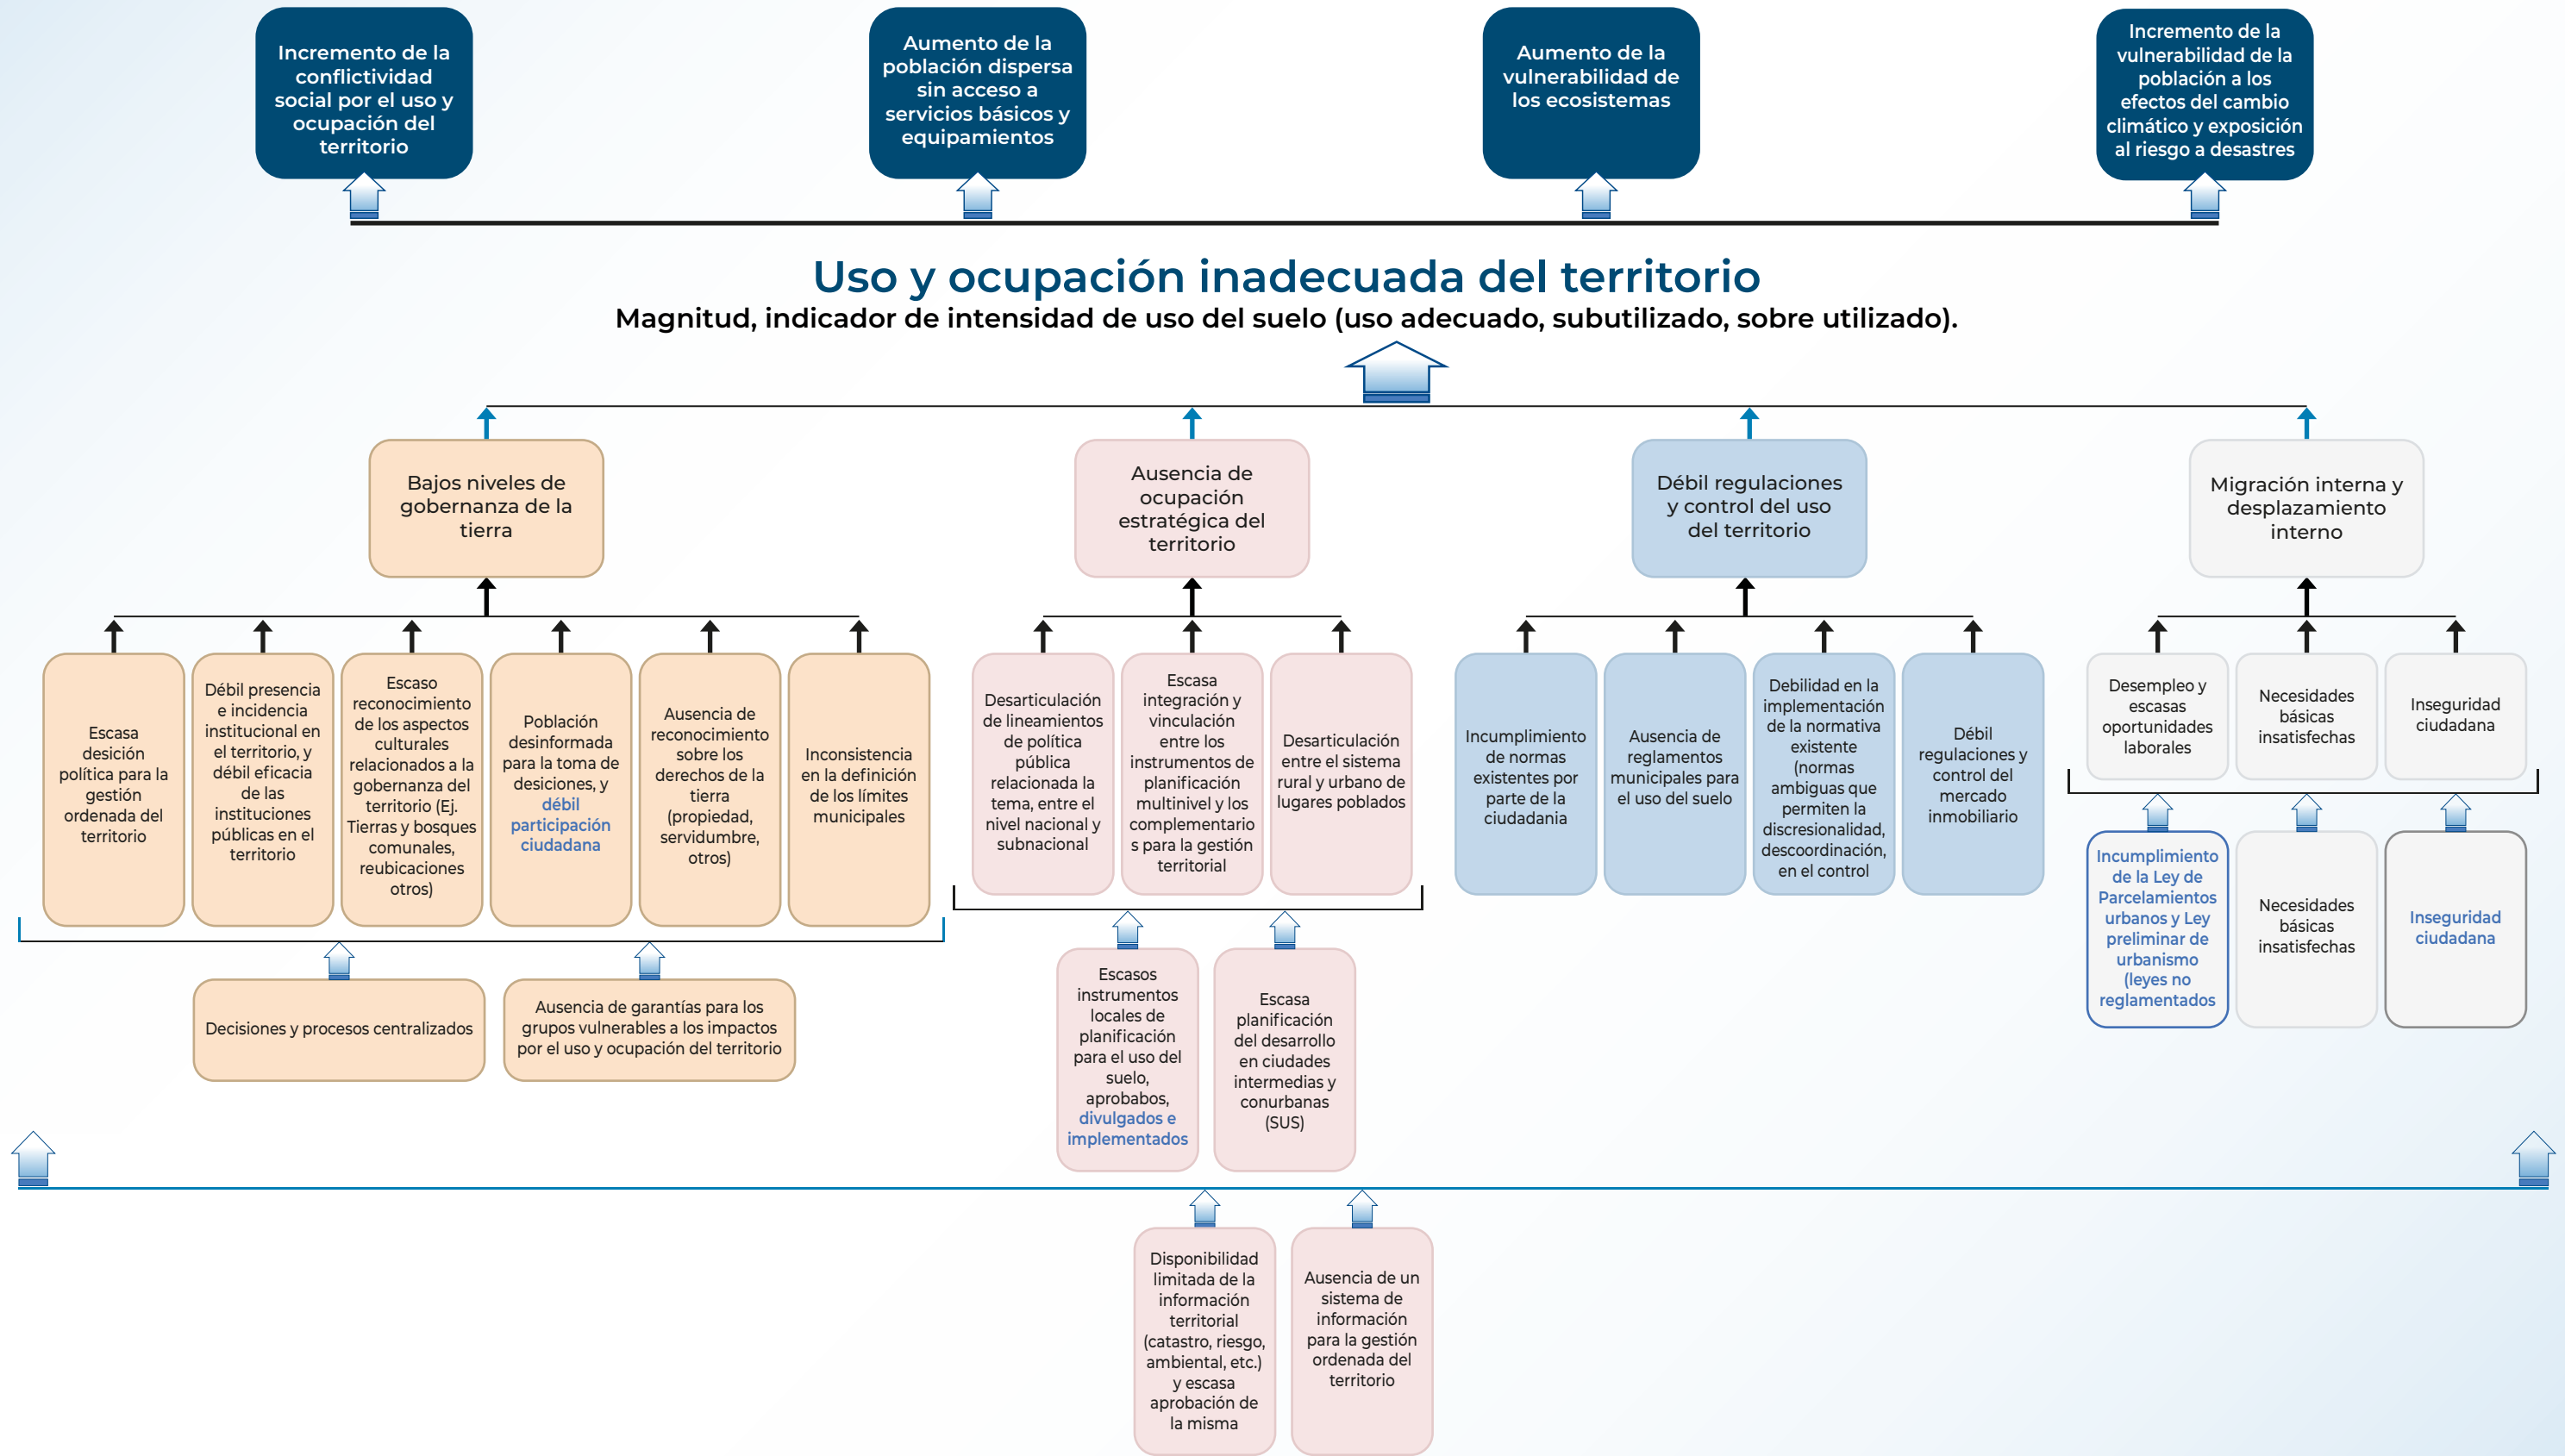 Incremento de la
conflictividad
social por el uso y
ocupación del
territorio
Aumento de la
población dispersa
sin acceso a
servicios básicos y
equipamientos
Aumento de la
vulnerabilidad de
los ecosistemas
Incremento de la
vulnerabilidad de la
población a los
efectos del cambio
climático y exposición
al riesgo a desastres
Uso y ocupación inadecuada del territorio
Magnitud, indicador de intensidad de uso del suelo (uso adecuado, subutilizado, sobre utilizado).
Bajos niveles de
gobernanza de la
tierra
Ausencia de
ocupación
estratégica del
territorio
Débil regulaciones
y control del uso
del territorio
Migración interna y
desplazamiento
interno
Escasa
desición
política para la
gestión
ordenada del
territorio
Débil presencia
e incidencia
institucional en
el territorio, y
débil eficacia
de las
instituciones
públicas en el
territorio
Escaso
reconocimiento
de los aspectos
culturales
relacionados a la
gobernanza del
territorio (Ej.
Tierras y bosques
comunales,
reubicaciones
otros)
Población
desinformada
para la toma de
desiciones, y
débil
participación
ciudadana
Ausencia de
reconocimiento
sobre los
derechos de la
tierra
(propiedad,
servidumbre,
otros)
Inconsistencia
en la definición
de los límites
municipales
Desarticulación
de lineamientos
de política
pública
relacionada la
tema, entre el
nivel nacional y
subnacional
Escasa
integración y
vinculación
entre los
instrumentos de
planificación
multinivel y los
complementario
s para la gestión
territorial
Desarticulación
entre el sistema
rural y urbano de
lugares poblados
Incumplimiento
de normas
existentes por
parte de la
ciudadania
Ausencia de
reglamentos
municipales para
el uso del suelo
Debilidad en la
implementación
de la normativa
existente
(normas
ambiguas que
permiten la
discresionalidad,
descoordinación,
en el control
Débil
regulaciones y
control del
mercado
inmobiliario
Desempleo y
escasas
oportunidades
laborales
Necesidades
básicas
insatisfechas
Inseguridad
ciudadana
Decisiones y procesos centralizados
Ausencia de garantías para los
grupos vulnerables a los impactos
por el uso y ocupación del territorio
Escasos
instrumentos
locales de
planificación
para el uso del
suelo,
aprobabos,
divulgados e
implementados
Escasa
planificación
del desarrollo
en ciudades
intermedias y
conurbanas
(SUS)
Incumplimiento
de la Ley de
Parcelamientos
urbanos y Ley
preliminar de
urbanismo
(leyes no
reglamentados
Necesidades
básicas
insatisfechas
Inseguridad
ciudadana
Disponibilidad
limitada de la
información
territorial
(catastro, riesgo,
ambiental, etc.)
y escasa
aprobación de
la misma
Ausencia de un
sistema de
información
para la gestión
ordenada del
territorio